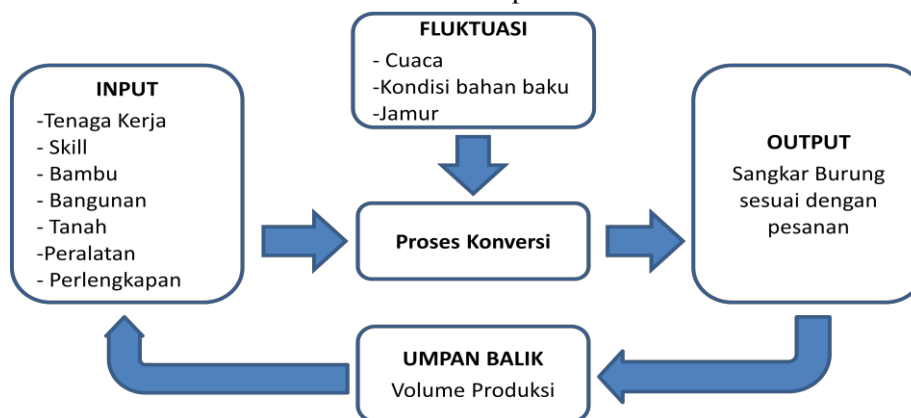 FLUKTUASI
- Cuaca
-Kondisi bahan baku
-Jamur
INPUT
-Tenaga Kerja
- Skill
- Bambu
- Bangunan
- Tanah
-Peralatan
- Perlengkapan
Proses Konversi
OUTPUT
Sangkar Burung
sesuai dengan
pesanan
UMPAN BALIK
Volume Produksi